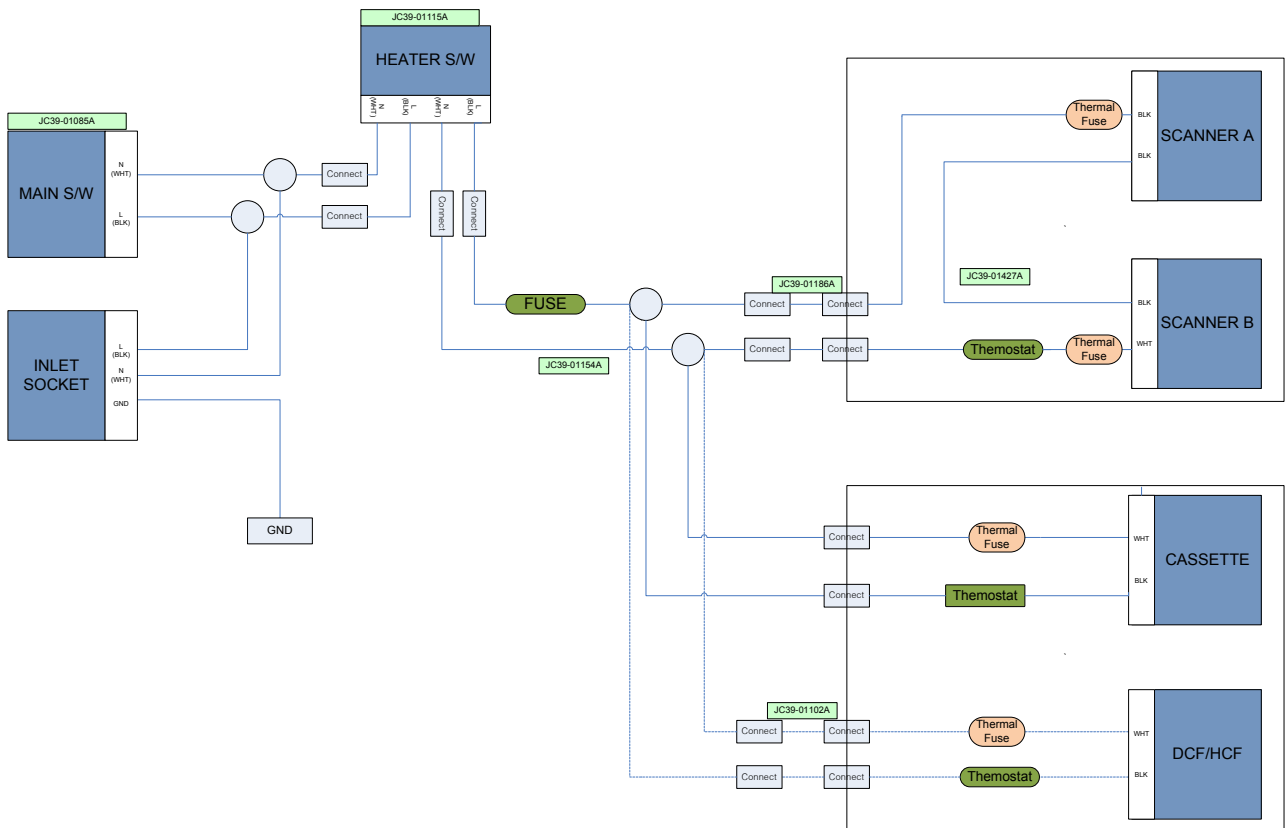 JC39-01115A
HEATER S/W
N
(WHT)
L
(BLK)
N
(WHT)
L
(BLK)
JC39-01085A
MAIN S/W
N
(WHT)
L
(BLK)
Connect
Connect
Connect
Connect
INLET
SOCKET
L
(BLK)
N
(WHT)
GND
GND
FUSE
JC39-01154A
JC39-01186A
Connect
Connect
Connect
Connect
Thermal
Fuse
BLK
BLK
SCANNER A
JC39-01427A
Themostat
Thermal
Fuse
BLK
WHT
SCANNER B
Connect
Thermal
Fuse
WHT
Connect
Themostat
BLK
CASSETTE
JC39-01102A
Connect
Connect
Thermal
Fuse
WHT
Connect
Connect
Themostat
BLK
DCF/HCF